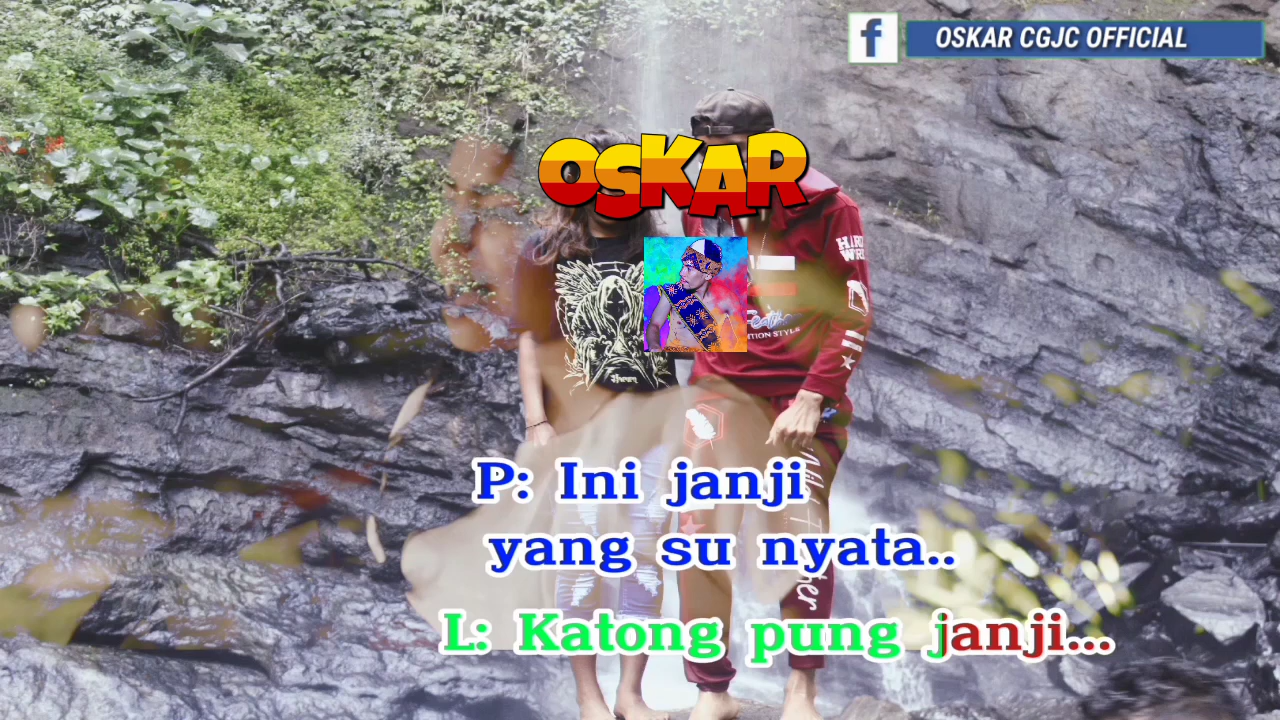 f OSKAR CGJC OFFICIAL
OSKAR
P: Ini janji
yang su nyata..
L: Katong pung janji...